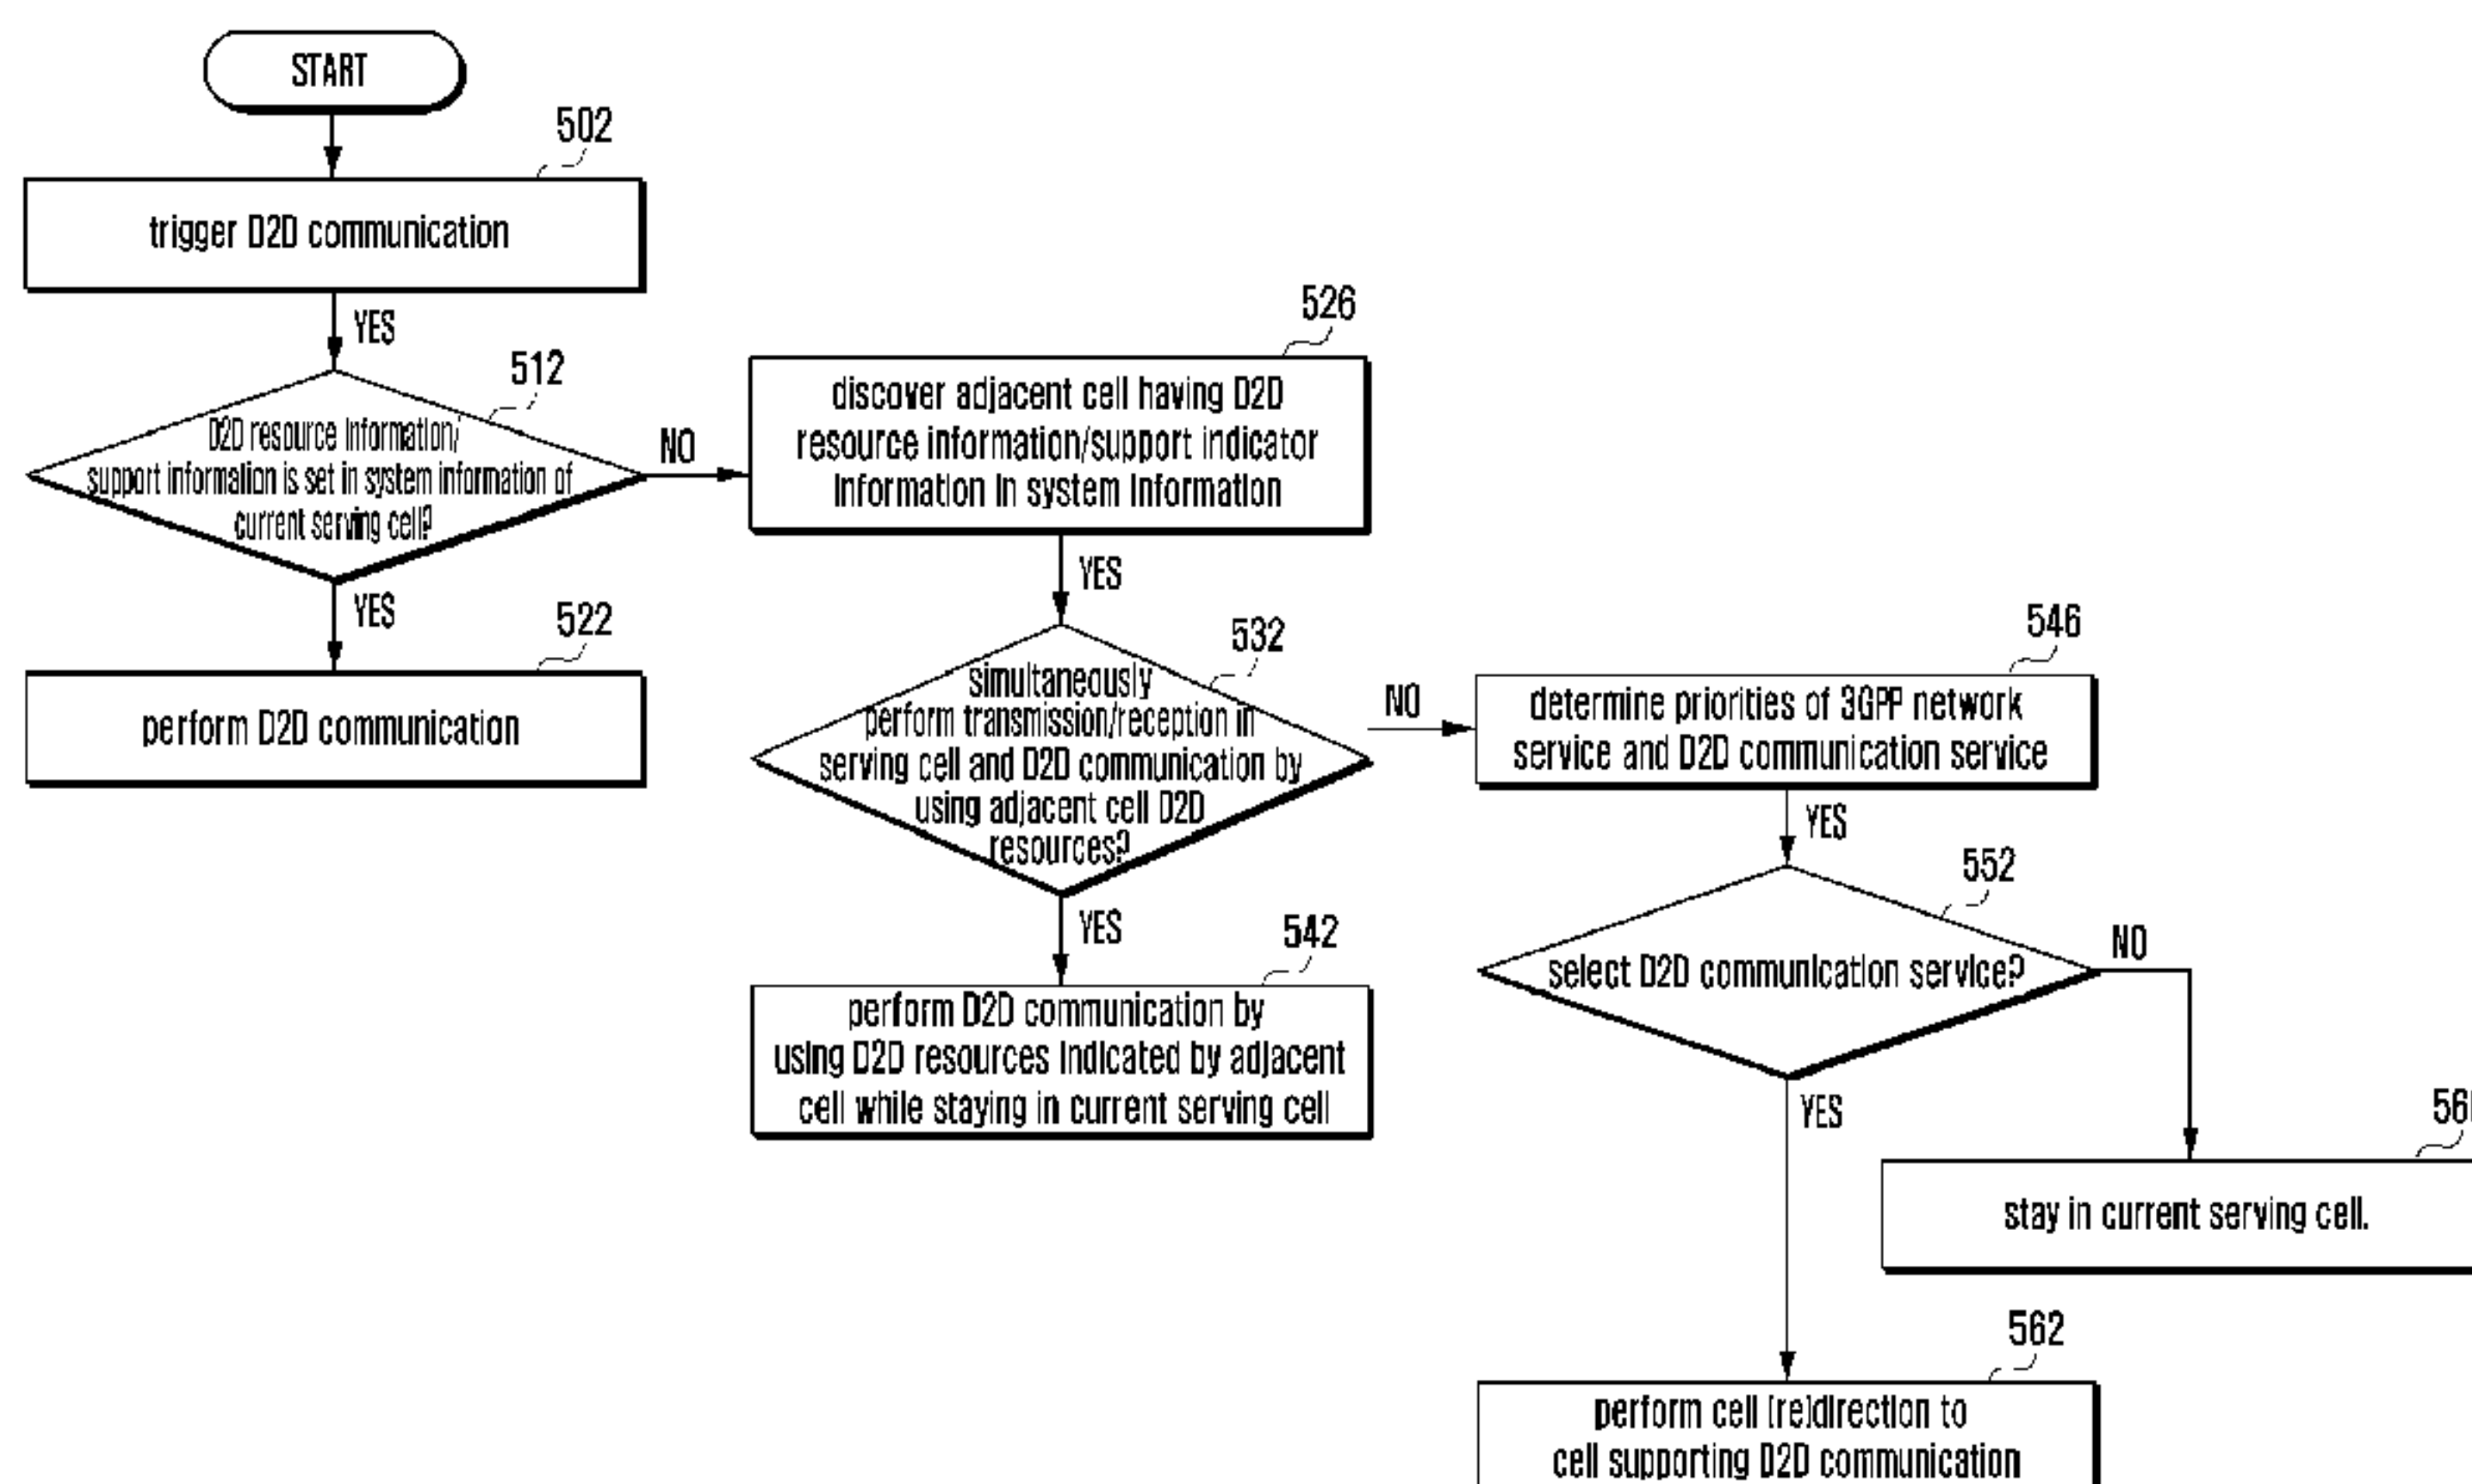 START
502
trigger D2D communication
YES
512
D2D resource information/
support information is set in system information of
current serving cell?
NO
YES
522
perform D2D communication
526
discover adjacent cell having D2D
resource information/support indicator
information in system information
YES
532
simultaneously
perform transmission/reception in
serving cell and D2D communication by
using adjacent cell D2D
resources?
NO
YES
542
perform D2D communication by
using D2D resources indicated by adjacent
cell while staying in current serving cell
546
determine priorities of 3GPP network
service and D2D communication service
YES
552
select D2D communication service?
NO
YES
stay in current serving cell.
562
perform cell (re)direction to
cell supporting D2D communication